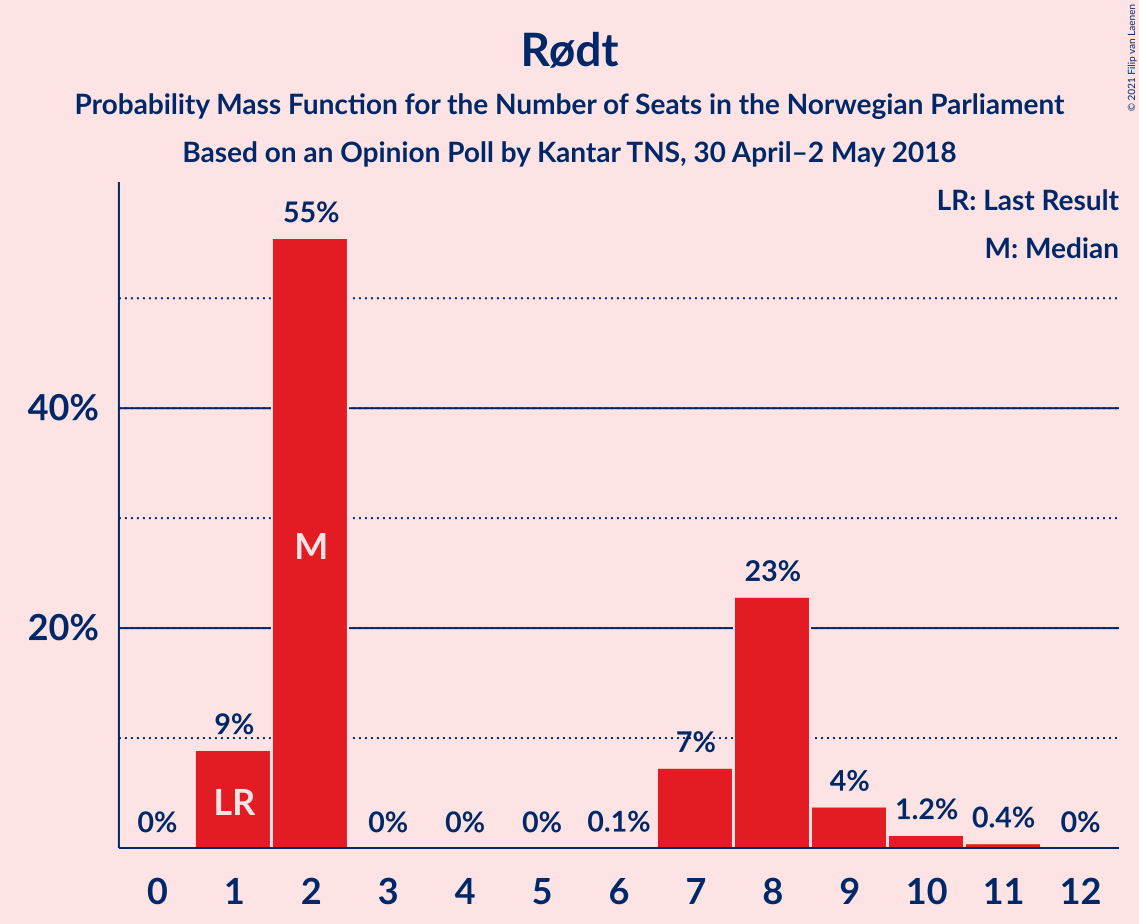 © 2021 Filip van Laenen
Rødt
Probability Mass Function for the Number of Seats in the Norwegian Parliament
Based on an Opinion Poll by Kantar TNS, 30 April–2 May 2018
LR: Last Result
M: Median
55%
40%
M
23%
20%
9%
7%
4%
LR
0%
0%
0%
0%
0.1%
1.2%
0.4%
0%
0 1 2 3 4 5 6 7 8 9 10 11 12